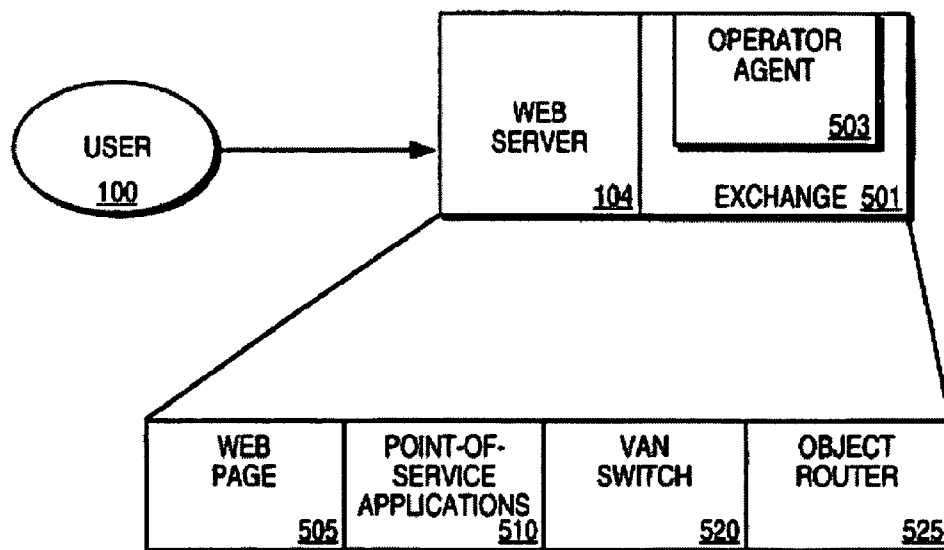 USER
100
WEB
SERVER
104
OPERATOR
AGENT
503
EXCHANGE 501
WEB
PAGE
505
POINT-OF-
SERVICE
APPLICATIONS
510
VAN
SWITCH
520
OBJECT
ROUTER
525